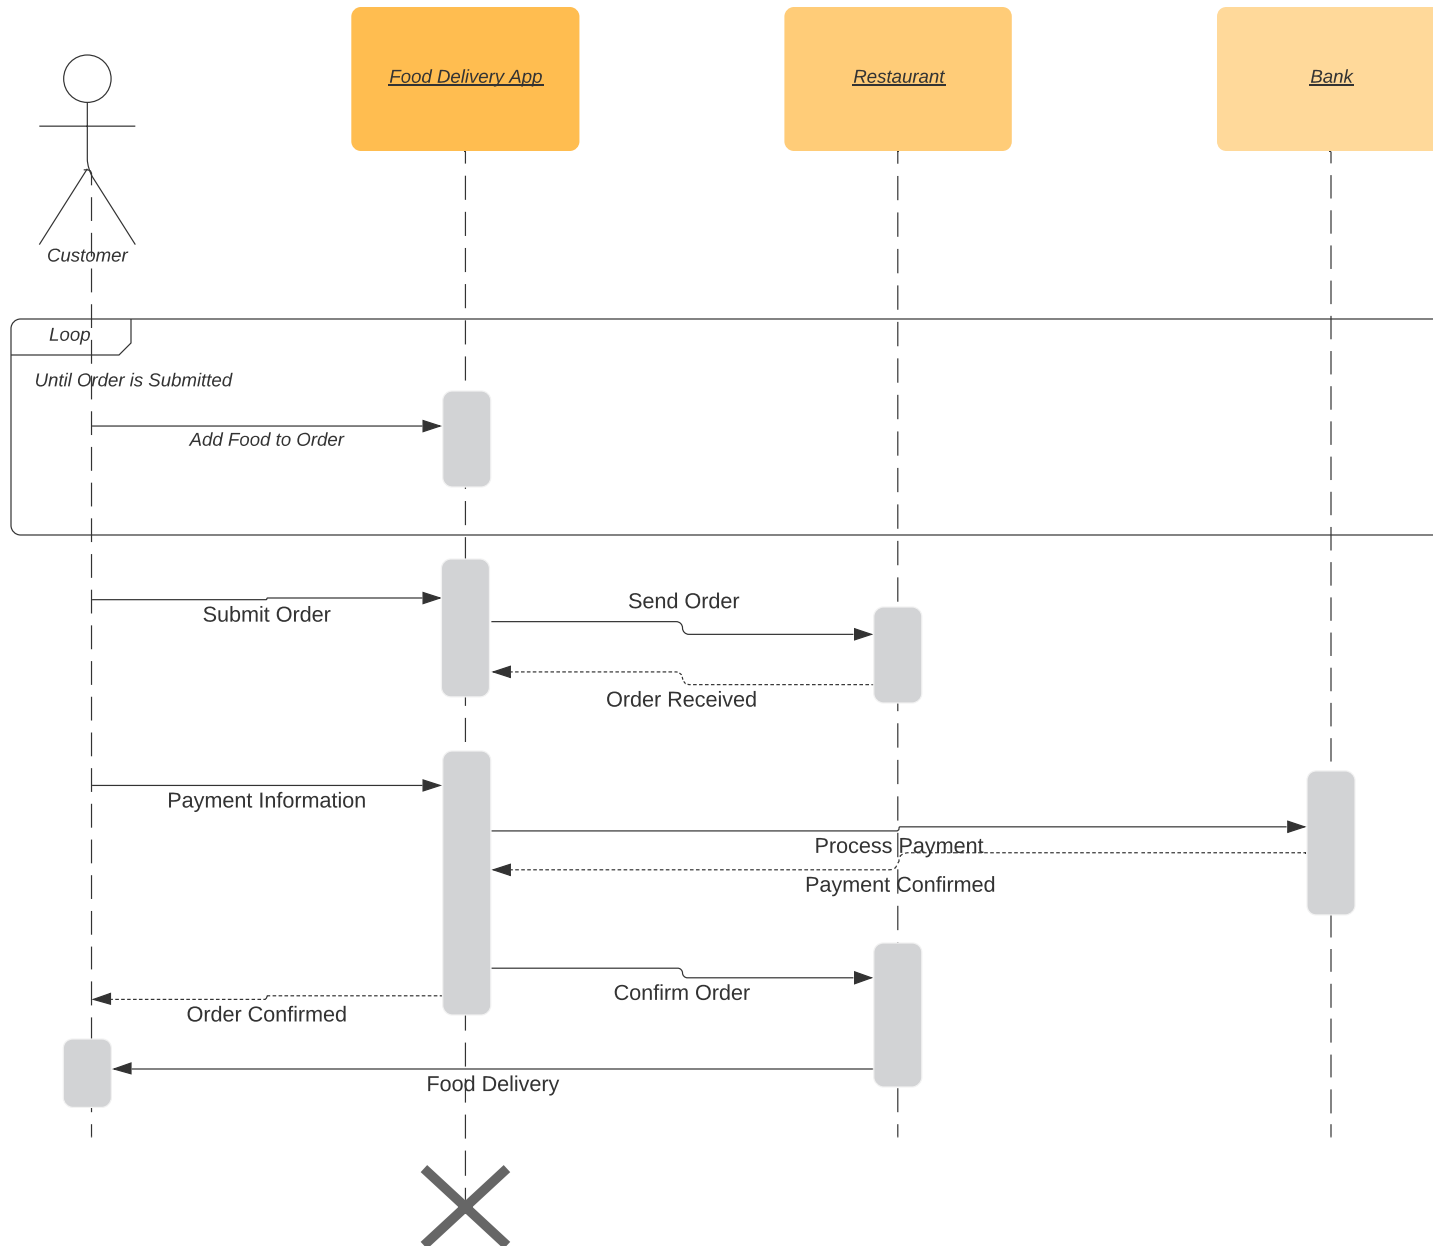 Food Delivery App
Restaurant
Bank
Customer
Loop
Until Order is Submitted
Add Food to Order
Submit Order
Send Order
Order Received
Payment Information
Process Payment
Payment Confirmed
Confirm Order
Order Confirmed
Food Delivery